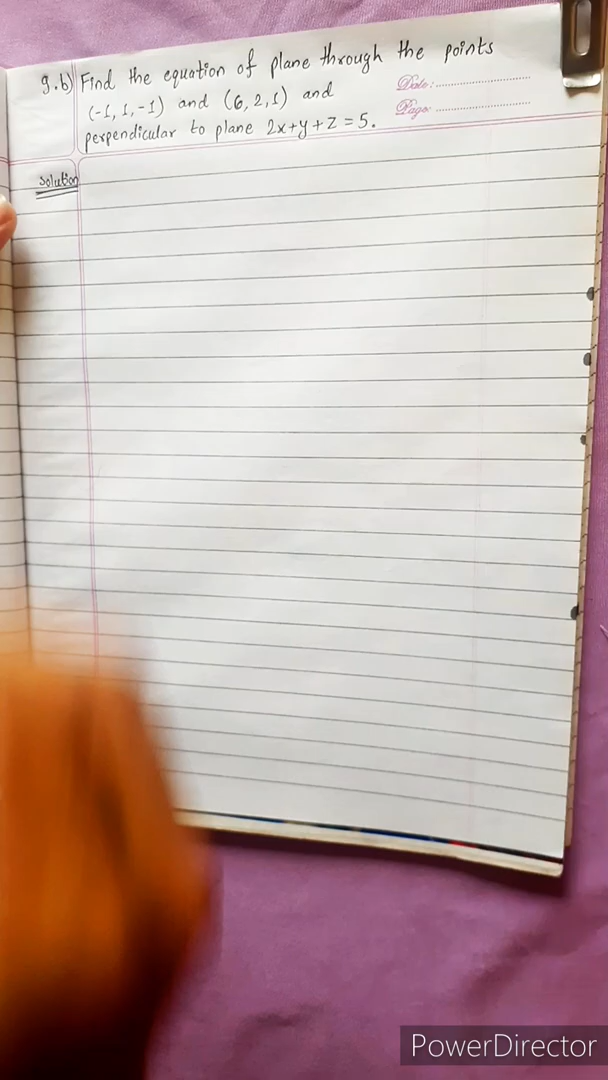 9.b) Find the equation of plane through the points
(-1, 1, -1) and (6, 2, 1) and
perpendicular to plane 2x+y+z=5.
Date:
Page:
Solution
PowerDirector